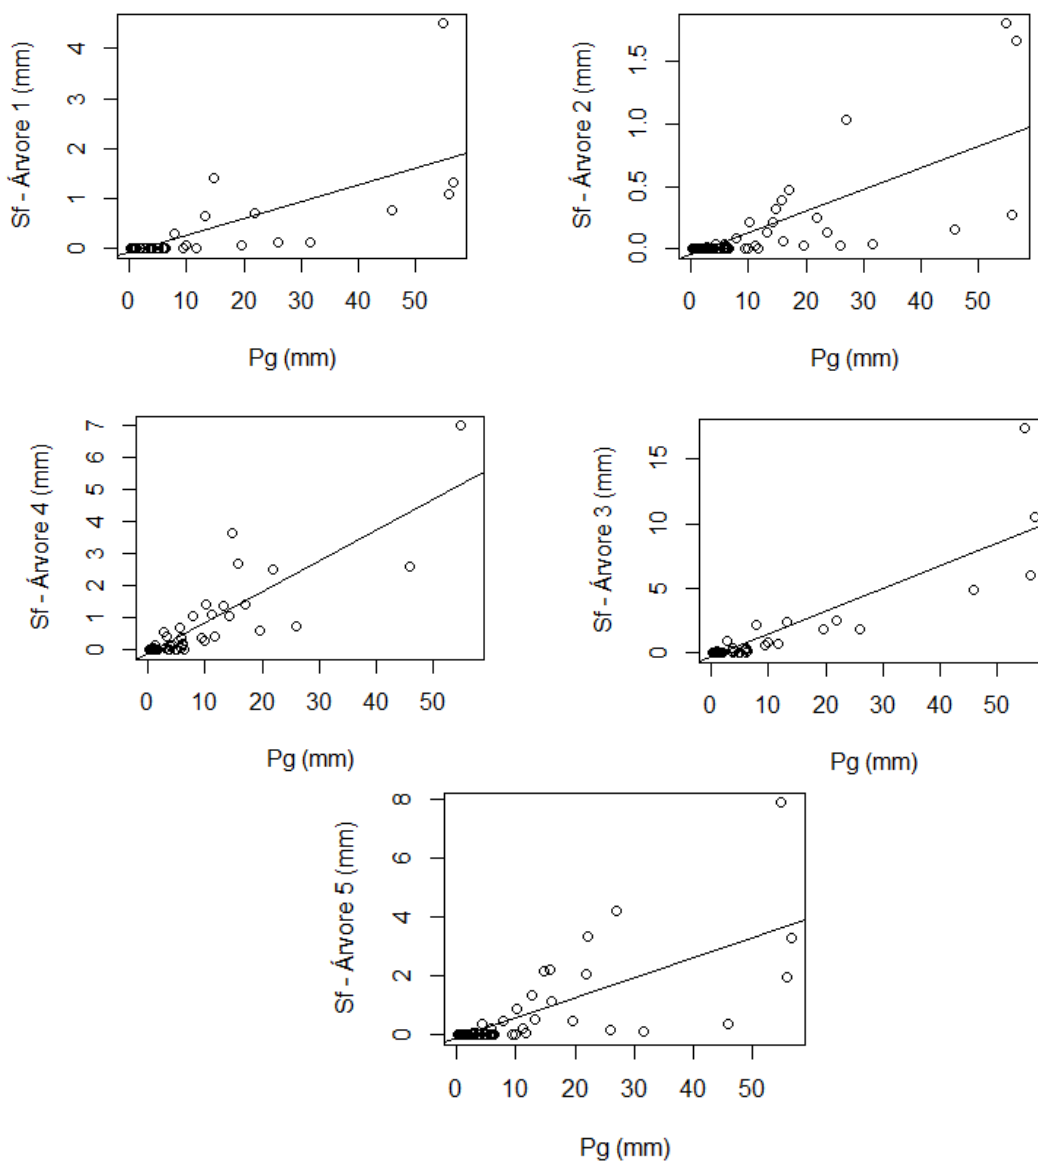 Sf - Árvore 1 (mm)
4
3
2
1
0
0 10 20 30 40 50
Pg (mm)
Sf - Árvore 2 (mm)
1.5
1.0
0.5
0.0
0 10 20 30 40 50
Pg (mm)
Sf - Árvore 4 (mm)
7
6
5
4
3
2
1
0
0 10 20 30 40 50
Pg (mm)
Sf - Árvore 3 (mm)
15
10
5
0
0 10 20 30 40 50
Pg (mm)
Sf - Árvore 5 (mm)
8
6
4
2
0
0 10 20 30 40 50
Pg (mm)